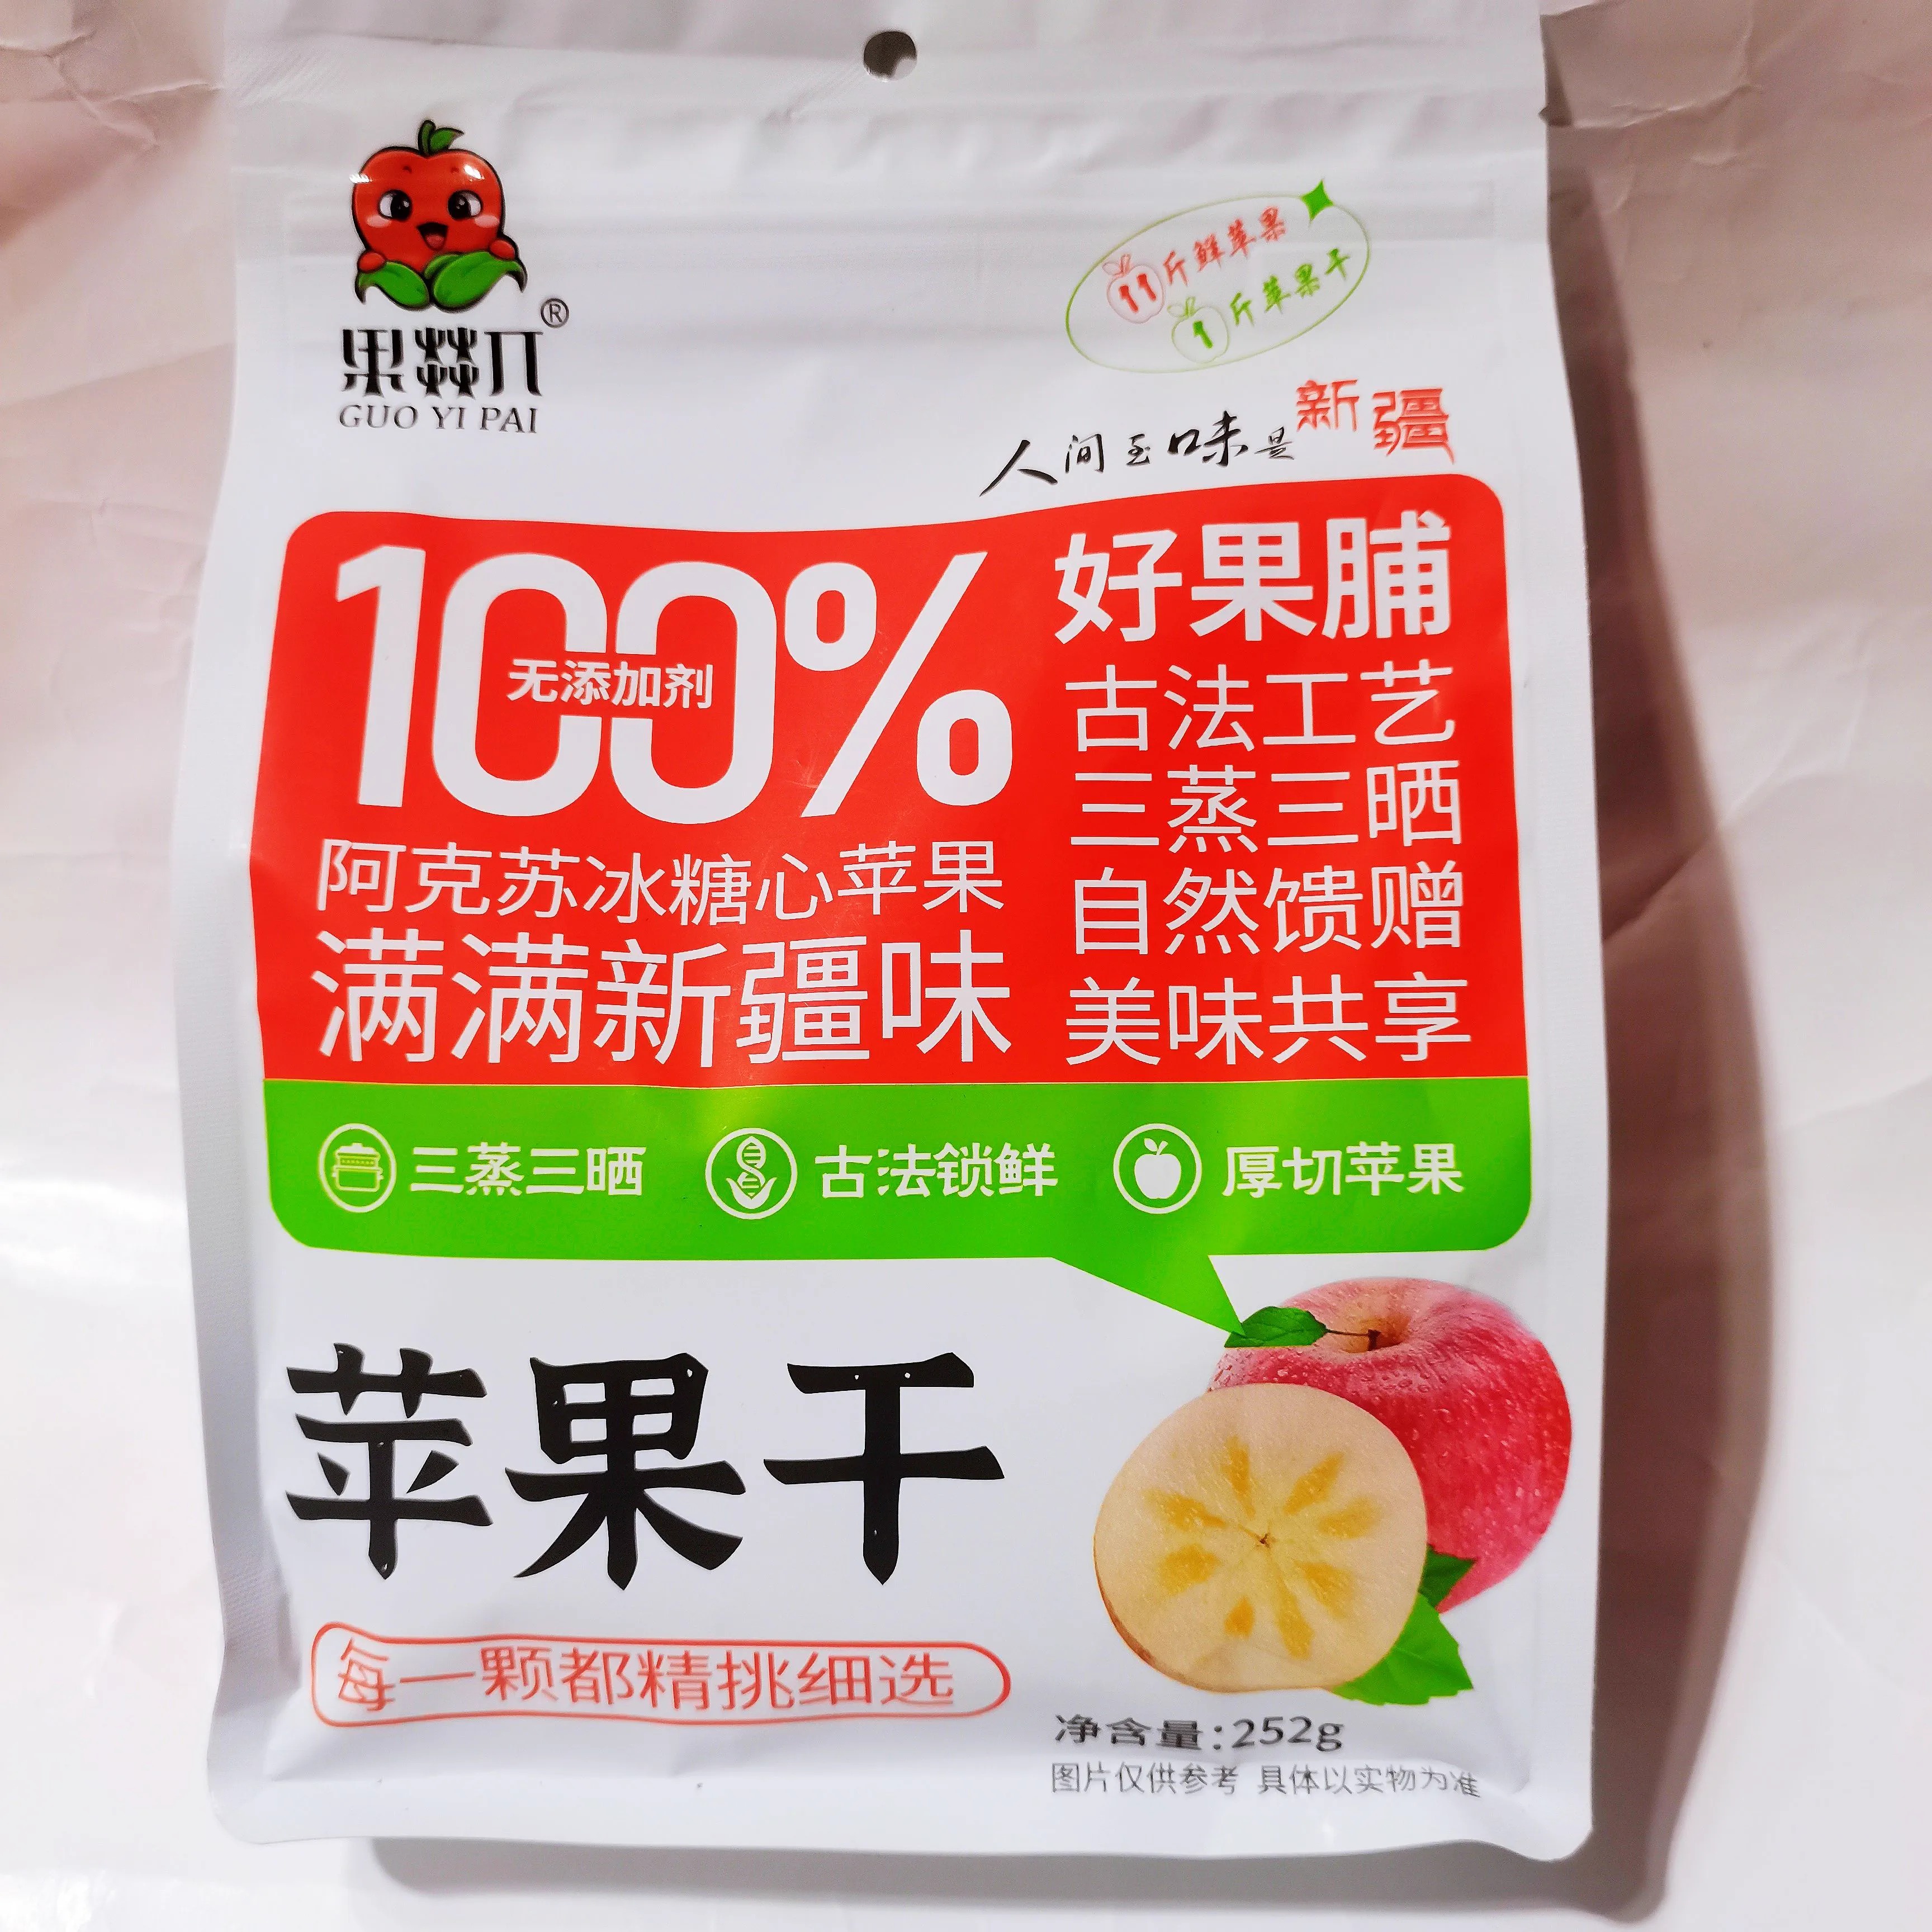 果燚𠆢®
GUO YI PAI
11斤鲜苹果
1斤苹果干
人间至味是新疆
100%
无添加剂
阿克苏冰糖心苹果
满满新疆味
好果脯
古法工艺
三蒸三晒
自然馈赠
美味共享
三蒸三晒 古法锁鲜 厚切苹果
苹果干
每一颗都精挑细选
净含量:252g
图片仅供参考 具体以实物为准